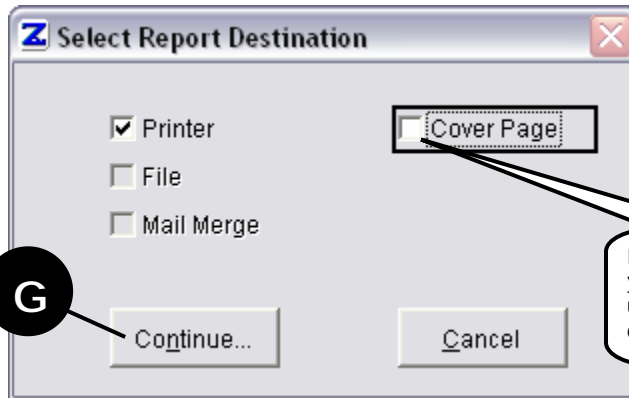 Select Report Destination
Printer
Cover Page
File
Mail Merge
G
Continue...
Cancel